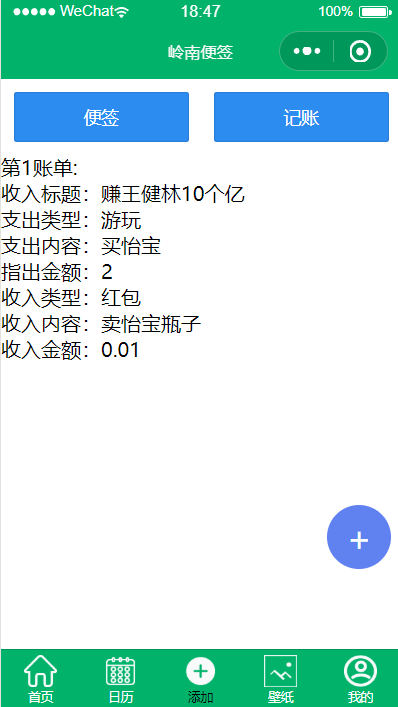 WeChat 18:47 100%
岭南便签
便签 记账
第1账单:
收入标题：赚王健林10个亿
支出类型：游玩
支出内容：买怡宝
指出金额：2
收入类型：红包
收入内容：卖怡宝瓶子
收入金额：0.01
+
首页 日历 添加 壁纸 我的